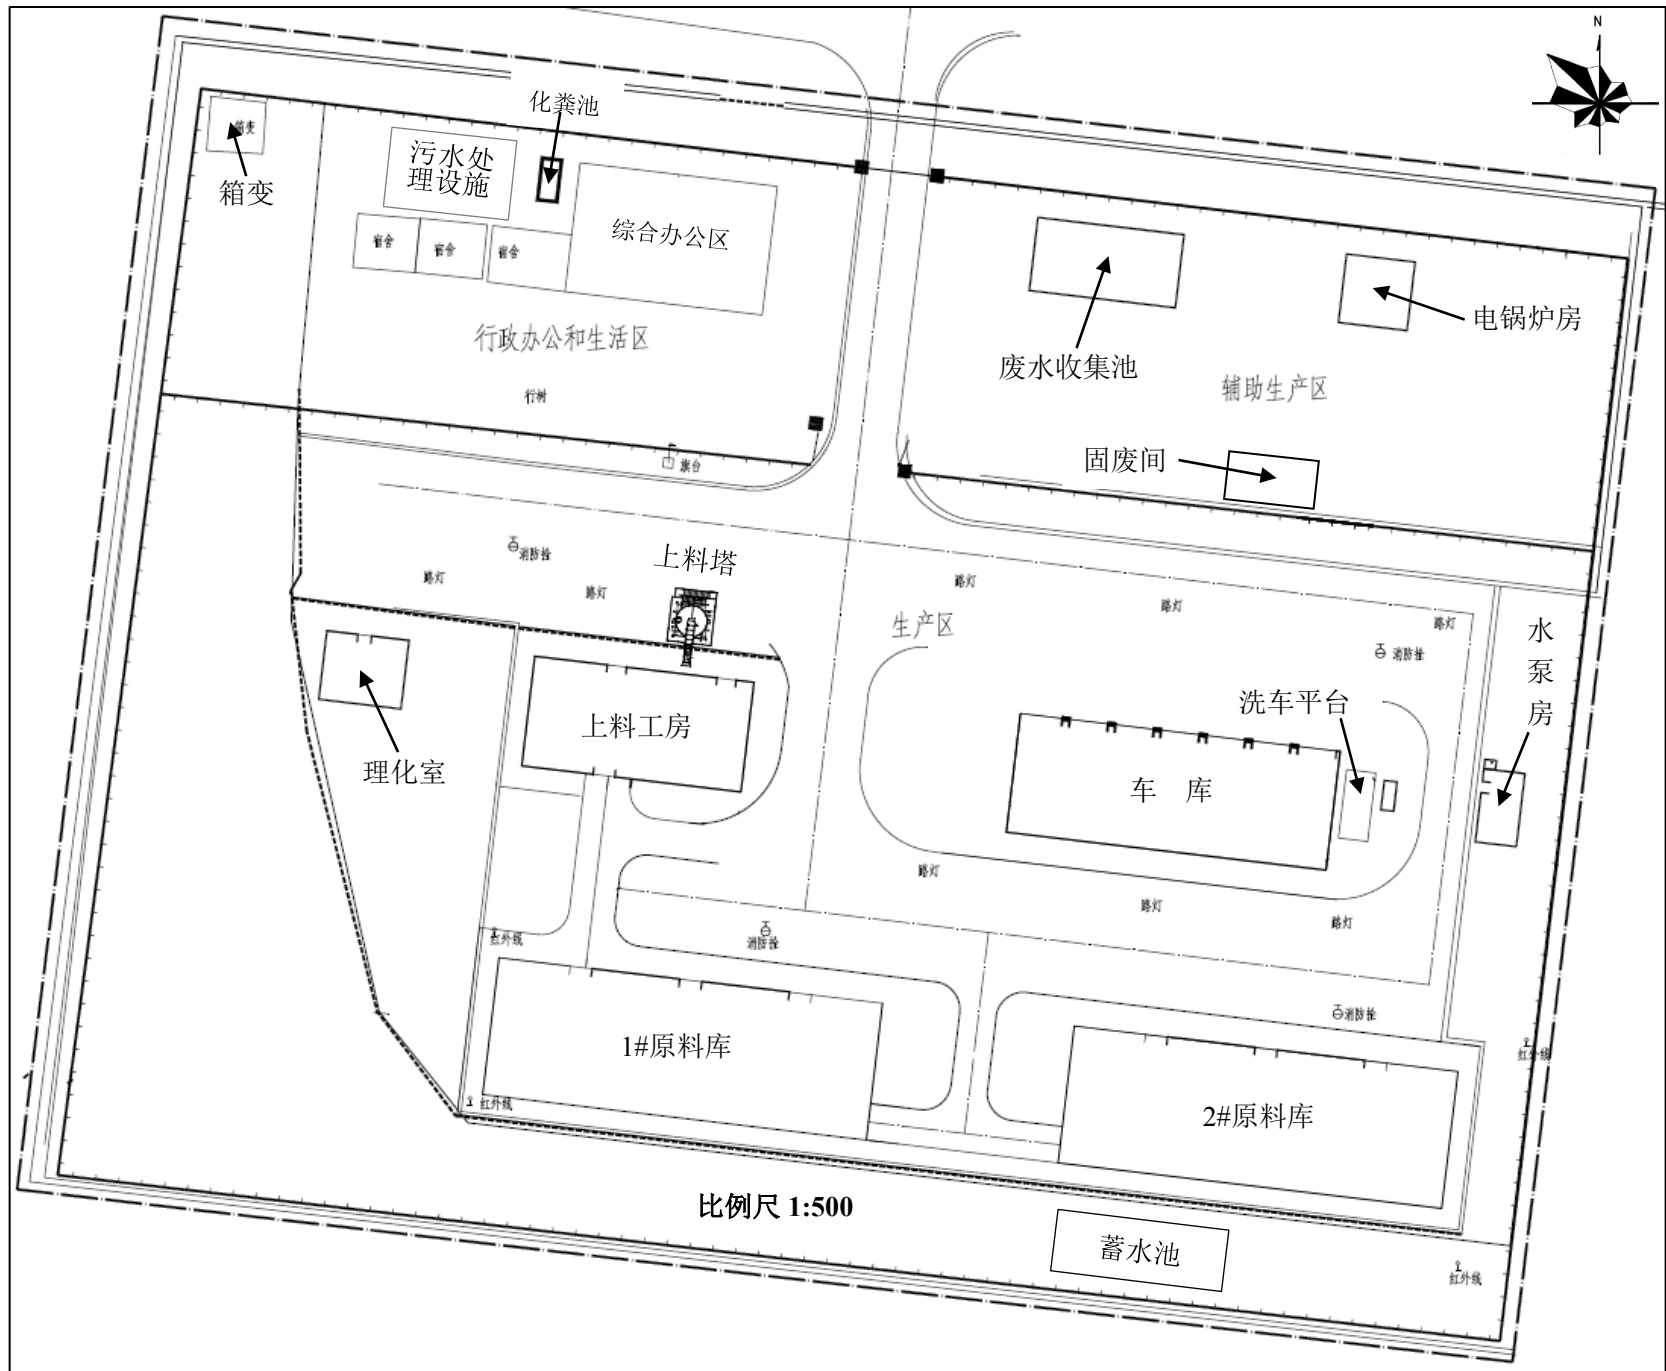 N
化粪池
箱变
箱变
污水处
理设施
综合办公区
宿舍
宿舍
宿舍
行政办公和生活区
行树
旗台
废水收集池
电锅炉房
辅助生产区
固废间
消防栓
路灯
路灯
上料塔
路灯
路灯
路灯
生产区
消防栓
水
泵
房
洗车平台
理化室
上料工房
车 库
路灯
路灯
路灯
红外线
消防栓
消防栓
红外线
1#原料库
红外线
2#原料库
比例尺 1:500
蓄水池
红外线